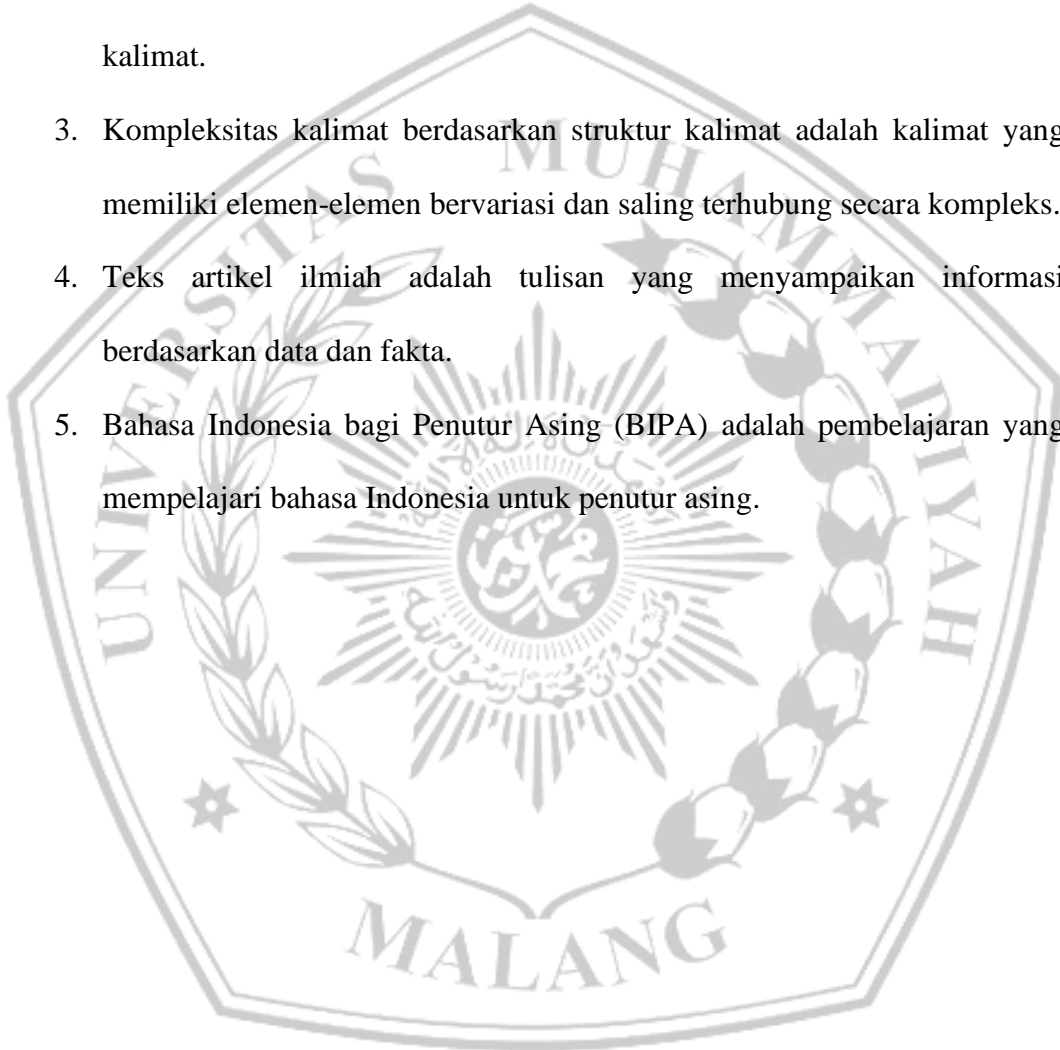 kalimat.
3. Kompleksitas kalimat berdasarkan struktur kalimat adalah kalimat yang
memiliki elemen-elemen bervariasi dan saling terhubung secara kompleks.
4. Teks artikel ilmiah adalah tulisan yang menyampaikan informasi
berdasarkan data dan fakta.
5. Bahasa Indonesia bagi Penutur Asing (BIPA) adalah pembelajaran yang
mempelajari bahasa Indonesia untuk penutur asing.
UNIVERSITAS MUHAMMADIYAH
MALANG